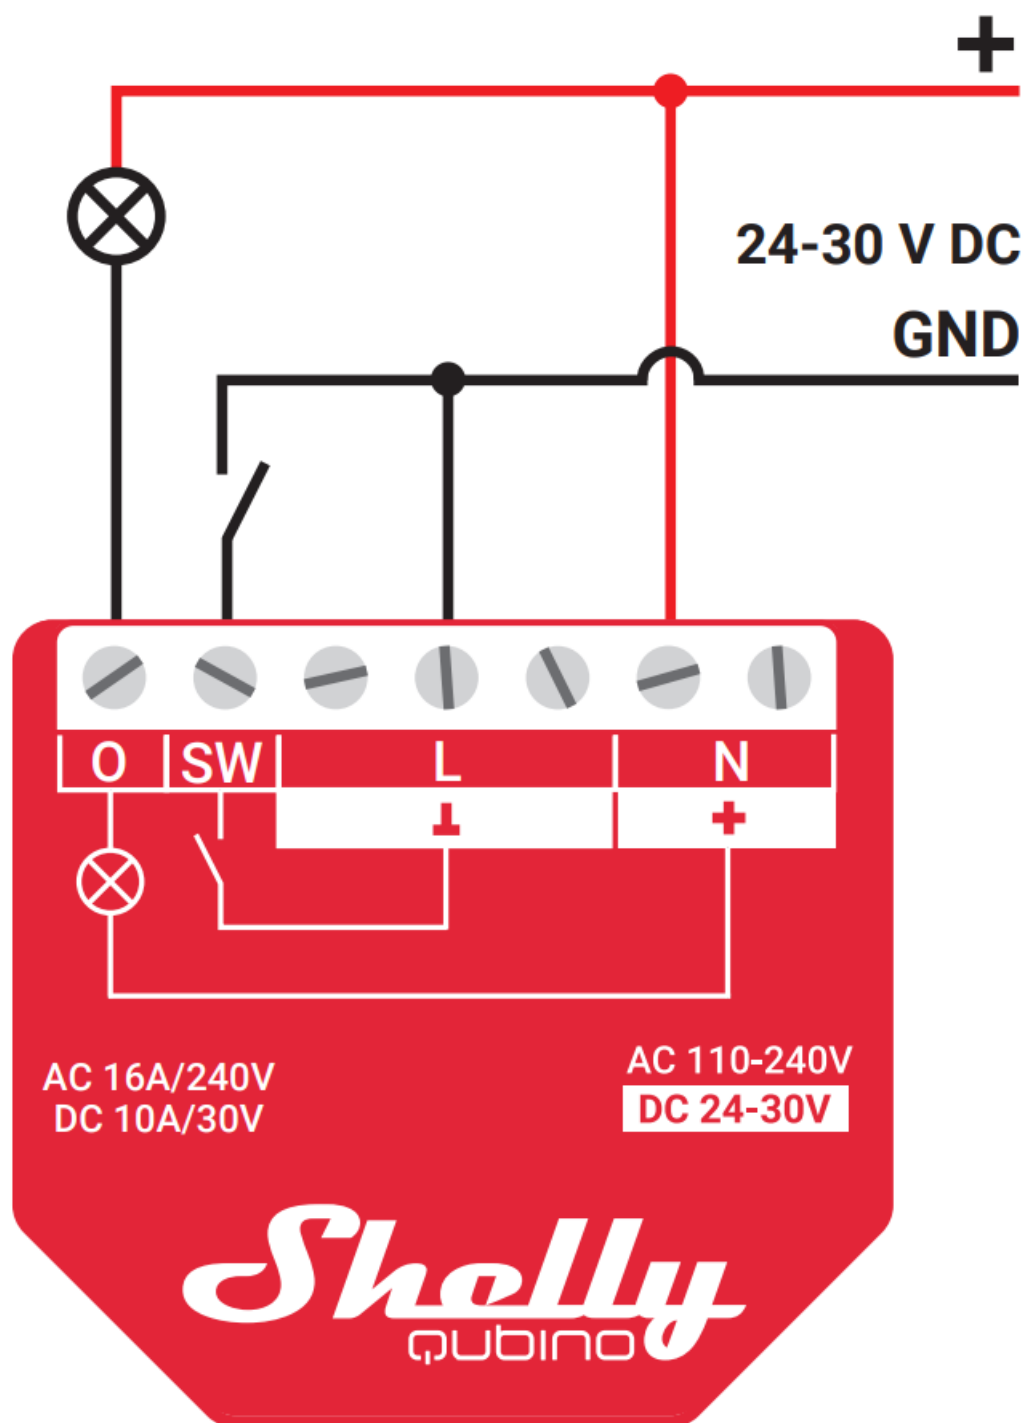 +
24-30 V DC
GND
O SW L N
⊥ +
AC 16A/240V
DC 10A/30V
AC 110-240V
DC 24-30V
Shelly
qubino